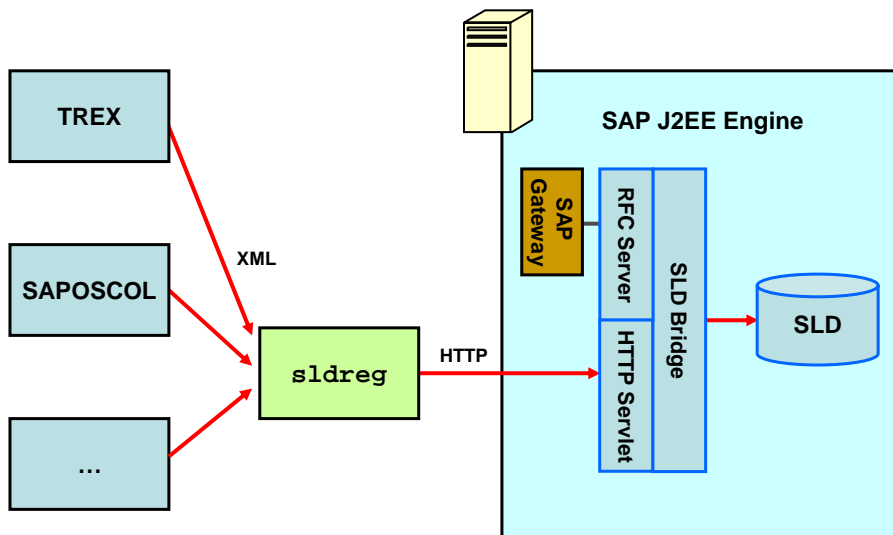 TREX
SAPOSCOL
…
XML
sldreg
HTTP
SAP J2EE Engine
SAP
Gateway
RFC Server
HTTP Servlet
SLD Bridge
SLD